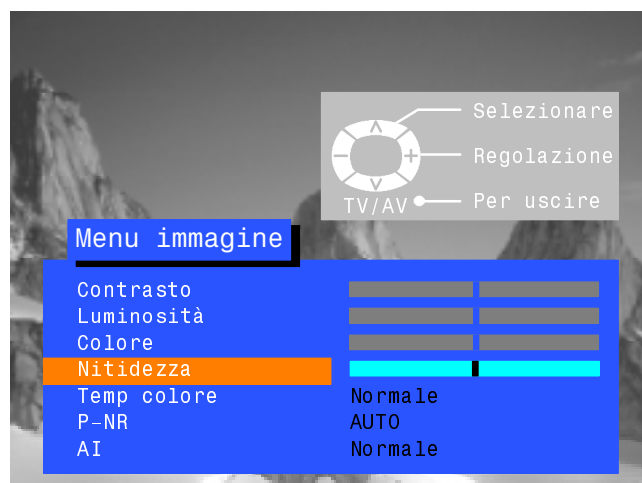 Selezionare
Regolazione
TV/AV Per uscire
Menu immagine
Contrasto
Luminosità
Colore
Nitidezza
Temp colore Normale
P-NR AUTO
AI Normale